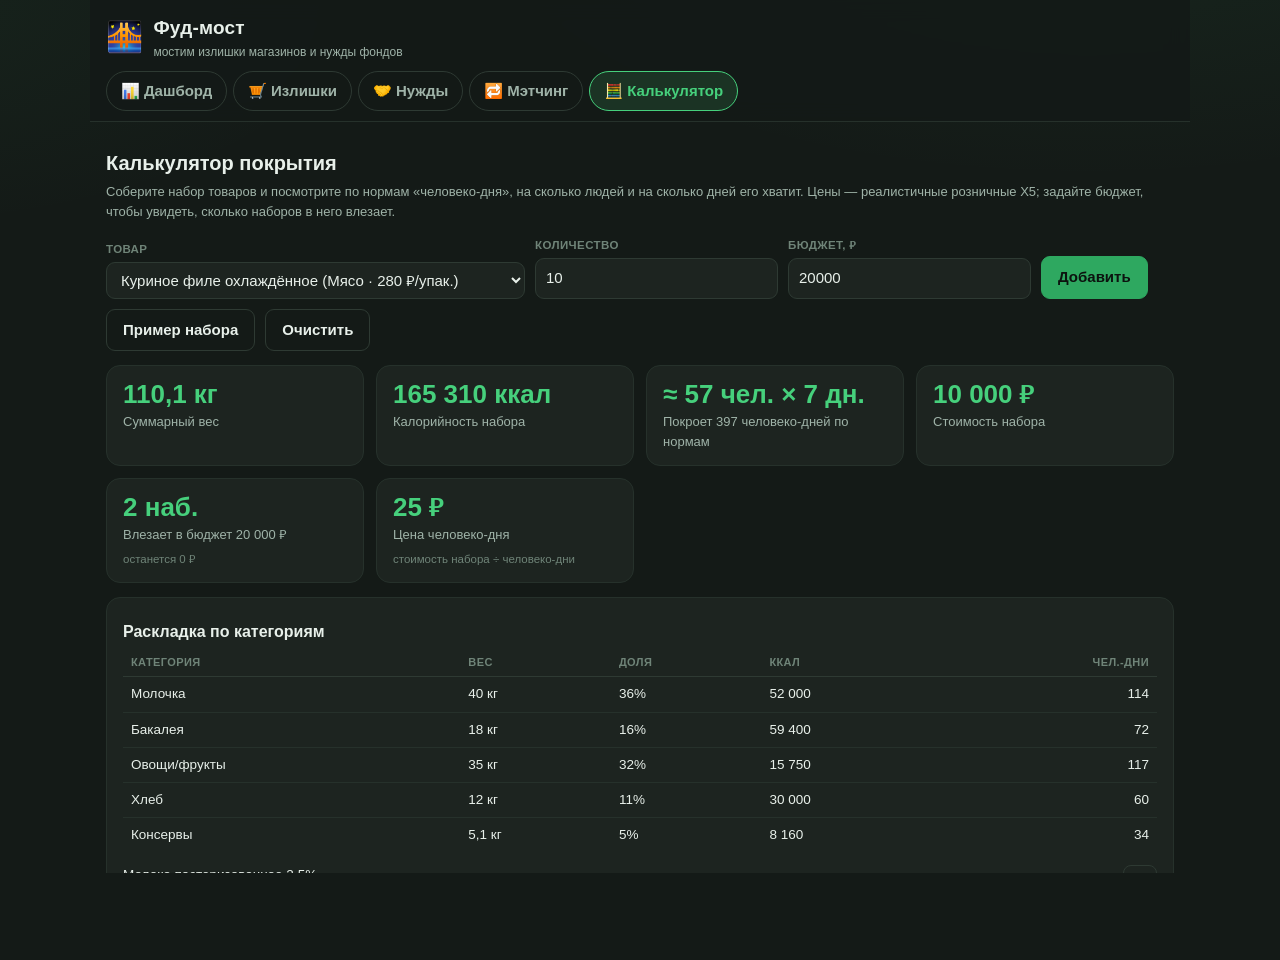 Фуд-мост
мостим излишки магазинов и нужды фондов
Дашборд
Излишки
Нужды
Мэтчинг
Калькулятор
Калькулятор покрытия
Соберите набор товаров и посмотрите по нормам «человеко-дня», на сколько людей и на сколько дней его хватит. Цены — реалистичные розничные X5; задайте бюджет,
чтобы увидеть, сколько наборов в него влезает.
ТОВАР
КОЛИЧЕСТВО
БЮДЖЕТ, ₽
Куриное филе охлаждённое (Мясо · 280 ₽/упак.)
10
20000
Добавить
Пример набора
Очистить
110,1 кг
Суммарный вес
165 310 ккал
Калорийность набора
≈ 57 чел. × 7 дн.
Покроет 397 человеко-дней по
нормам
10 000 ₽
Стоимость набора
2 наб.
Влезает в бюджет 20 000 ₽
останется 0 ₽
25 ₽
Цена человеко-дня
стоимость набора ÷ человеко-дни
Раскладка по категориям
КАТЕГОРИЯ ВЕС ДОЛЯ ККАЛ ЧЕЛ.-ДНИ
Молочка 40 кг 36% 52 000 114
Бакалея 18 кг 16% 59 400 72
Овощи/фрукты 35 кг 32% 15 750 117
Хлеб 12 кг 11% 30 000 60
Консервы 5,1 кг 5% 8 160 34